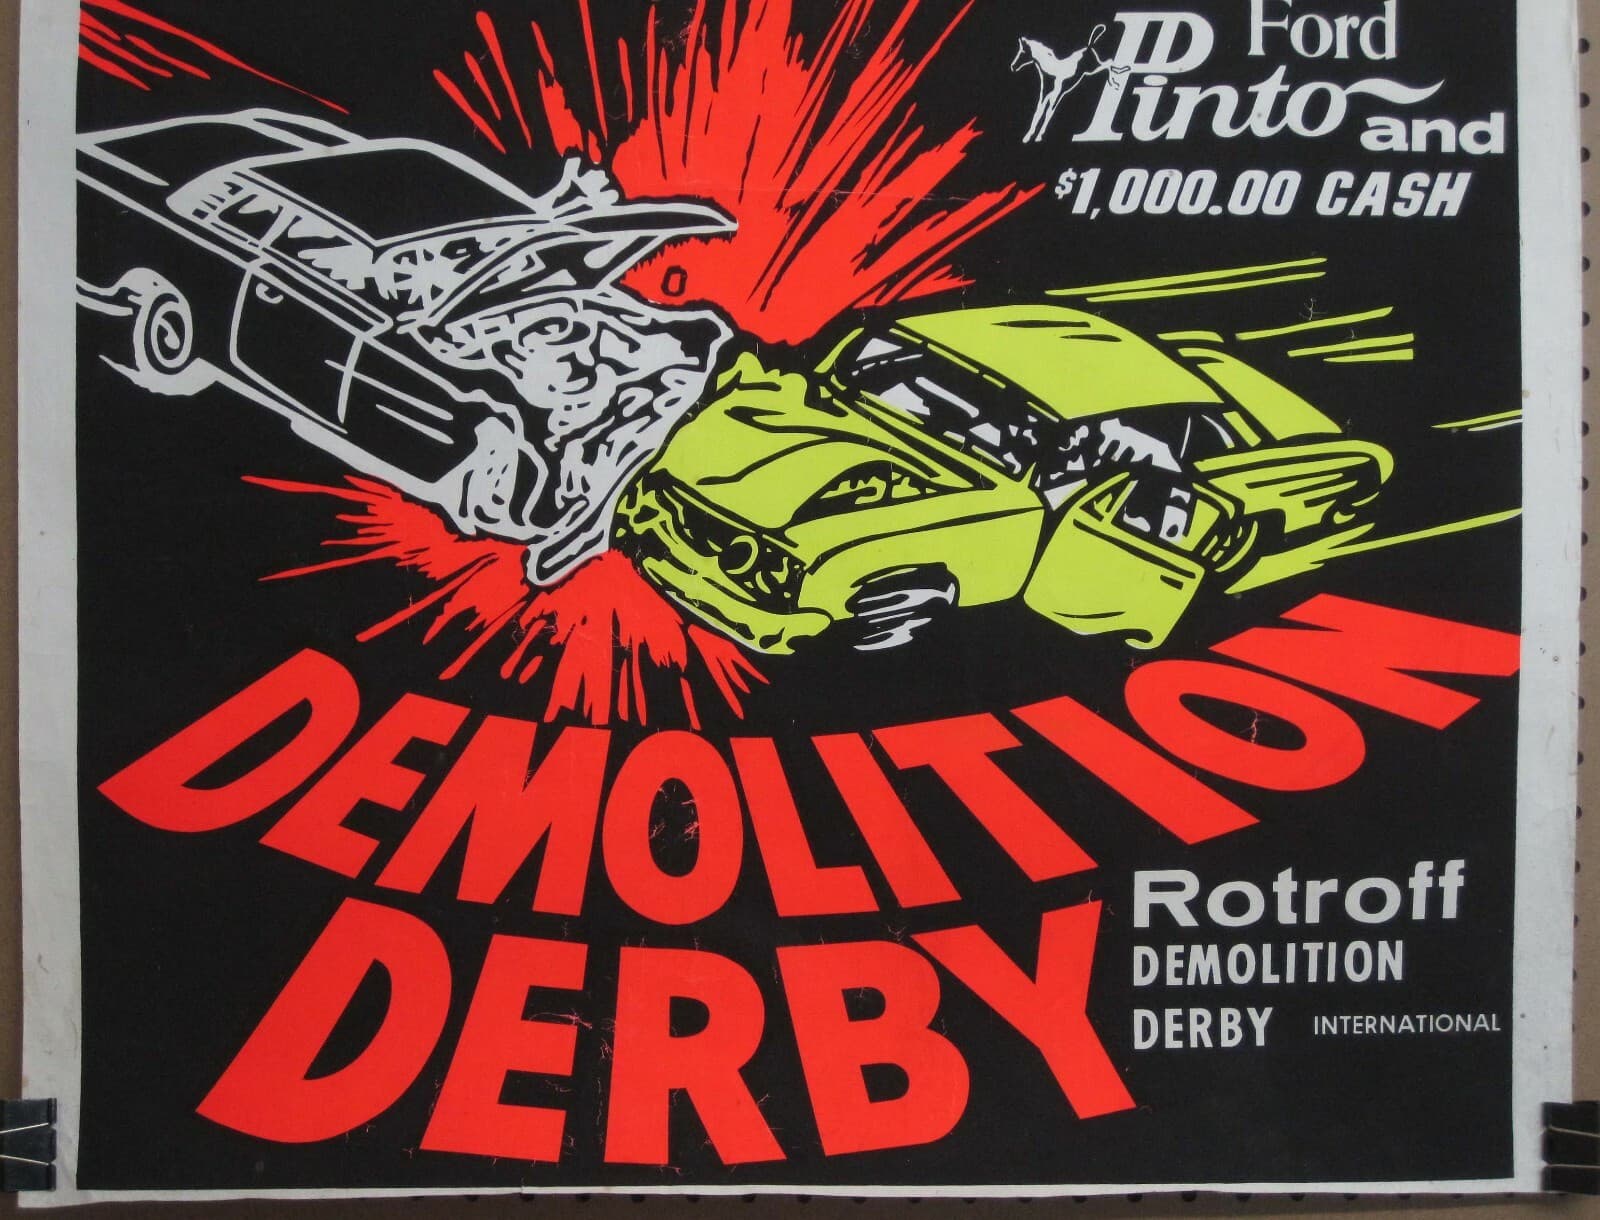 Ford
Pinto and
$1,000.00 CASH
DEMOLITION
DERBY
Rotroff
DEMOLITION
DERBY INTERNATIONAL